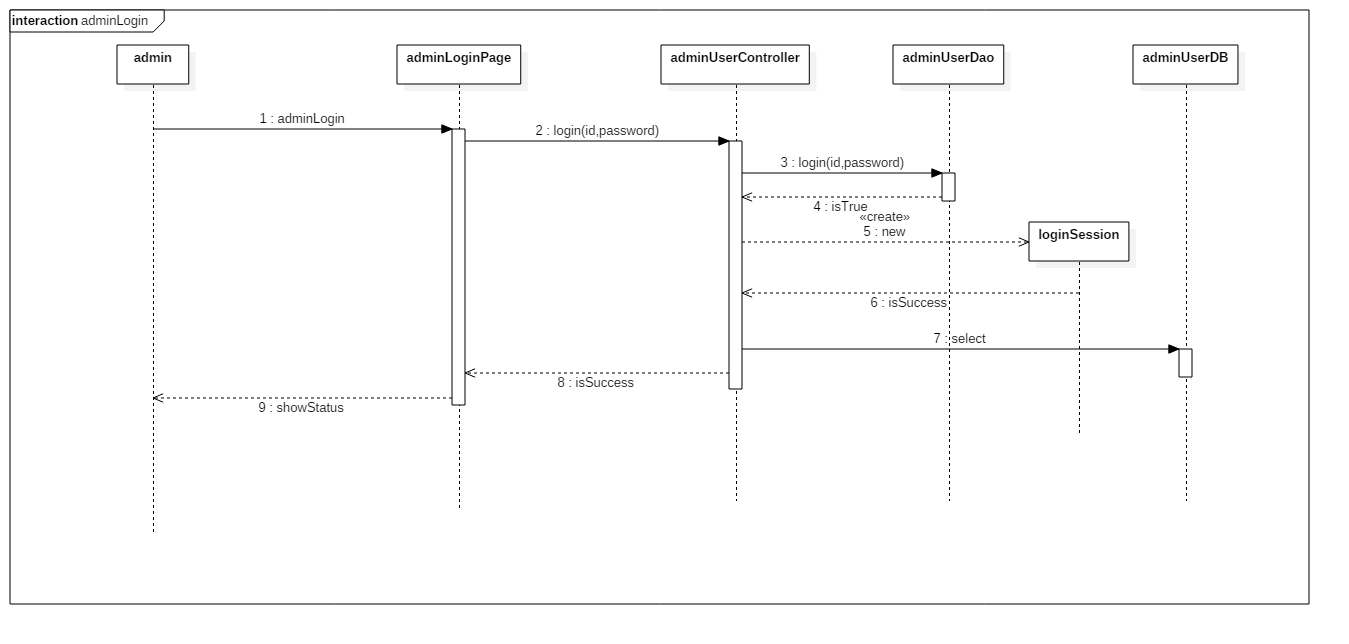 interaction adminLogin
admin
adminLoginPage
adminUserController
adminUserDao
adminUserDB
1 : adminLogin
2 : login(id,password)
3 : login(id,password)
4 : isTrue
«create»
5 : new
loginSession
6 : isSuccess
7 : select
8 : isSuccess
9 : showStatus